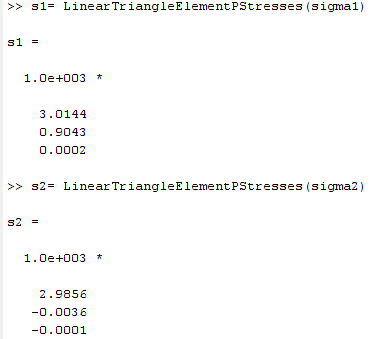 >> s1= LinearTriangleElementPStresses(sigma1)
s1 =
1.0e+003 *
3.0144
0.9043
0.0002
>> s2= LinearTriangleElementPStresses(sigma2)
s2 =
1.0e+003 *
2.9856
-0.0036
-0.0001